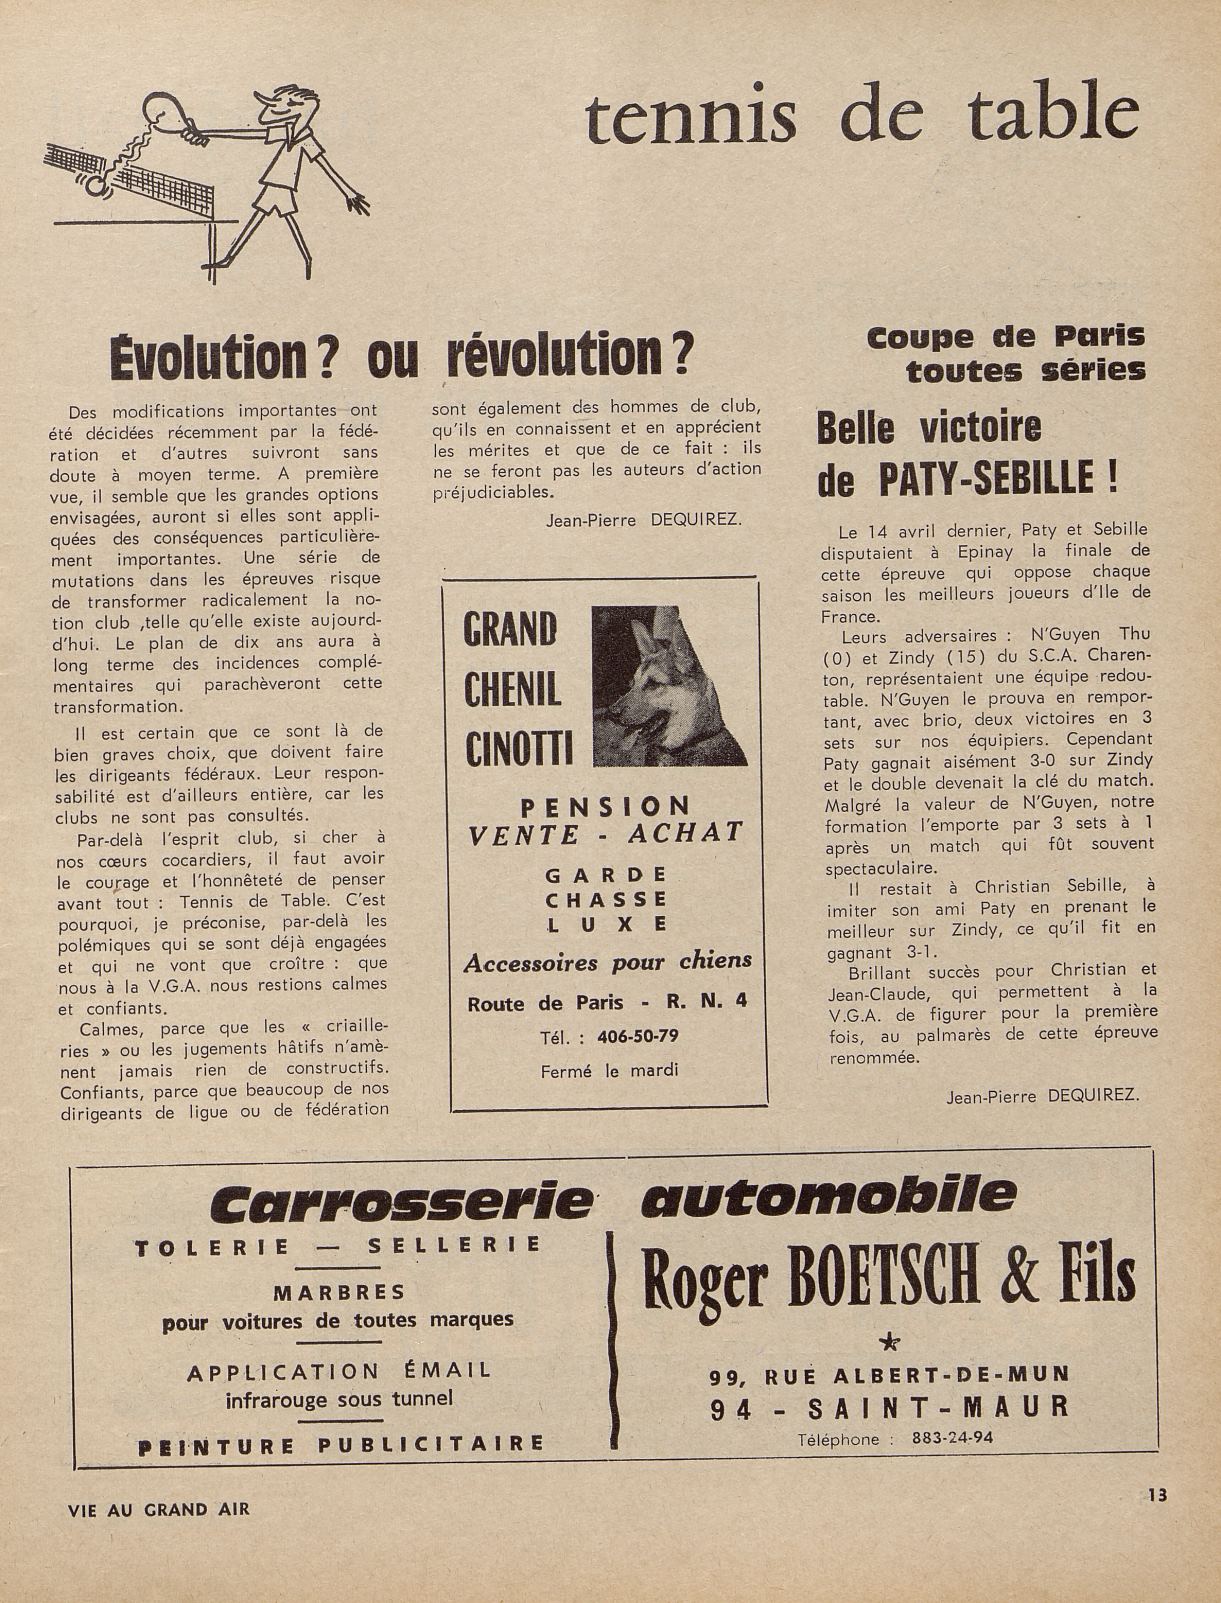 tennis de table
Évolution ? ou révolution ?
Des modifications importantes ont
été décidées récemment par la fédé-
ration et d'autres suivront sans
doute à moyen terme. A première
vue, il semble que les grandes options
envisagées, auront si elles sont appli-
quées des conséquences particulière-
ment importantes. Une série de
mutations dans les épreuves risque
de transformer radicalement la no-
tion club ,telle qu'elle existe aujourd-
d'hui. Le plan de dix ans aura à
long terme des incidences complé-
mentaires qui parachèveront cette
transformation.
Il est certain que ce sont là de
bien graves choix, que doivent faire
les dirigeants fédéraux. Leur respon-
sabilité est d'ailleurs entière, car les
clubs ne sont pas consultés.
Par-delà l'esprit club, si cher à
nos cœurs cocardiers, il faut avoir
le courage et l'honnêteté de penser
avant tout : Tennis de Table. C'est
pourquoi, je préconise, par-delà les
polémiques qui se sont déjà engagées
et qui ne vont que croître : que
nous à la V.G.A. nous restions calmes
et confiants.
Calmes, parce que les « criaille-
ries » ou les jugements hâtifs n'amè-
nent jamais rien de constructifs.
Confiants, parce que beaucoup de nos
dirigeants de ligue ou de fédération
sont également des hommes de club,
qu'ils en connaissent et en apprécient
les mérites et que de ce fait : ils
ne se feront pas les auteurs d'action
préjudiciables.
Jean-Pierre DEQUIREZ.
GRAND
CHENIL
CINOTTI
PENSION
VENTE - ACHAT
GARDE
CHASSE
LUXE
Accessoires pour chiens
Route de Paris - R. N. 4
Tél. : 406-50-79
Fermé le mardi
Coupe de Paris
toutes séries
Belle victoire
de PATY-SEBILLE !
Le 14 avril dernier, Paty et Sebille
disputaient à Epinay la finale de
cette épreuve qui oppose chaque
saison les meilleurs joueurs d'Ile de
France.
Leurs adversaires : N'Guyen Thu
(0) et Zindy (15) du S.C.A. Charen-
ton, représentaient une équipe redou-
table. N'Guyen le prouva en rempor-
tant, avec brio, deux victoires en 3
sets sur nos équipiers. Cependant
Paty gagnait aisément 3-0 sur Zindy
et le double devenait la clé du match.
Malgré la valeur de N'Guyen, notre
formation l'emporte par 3 sets à 1
après un match qui fût souvent
spectaculaire.
Il restait à Christian Sebille, à
imiter son ami Paty en prenant le
meilleur sur Zindy, ce qu'il fit en
gagnant 3-1.
Brillant succès pour Christian et
Jean-Claude, qui permettent à la
V.G.A. de figurer pour la première
fois, au palmarès de cette épreuve
renommée.
Jean-Pierre DEQUIREZ.
Carrosserie automobile
TOLERIE — SELLERIE
MARBRES
pour voitures de toutes marques
APPLICATION ÉMAIL
infrarouge sous tunnel
PEINTURE PUBLICITAIRE
Roger BOETSCH & Fils
99, RUE ALBERT-DE-MUN
94 - SAINT-MAUR
Téléphone : 883-24-94
VIE AU GRAND AIR
13